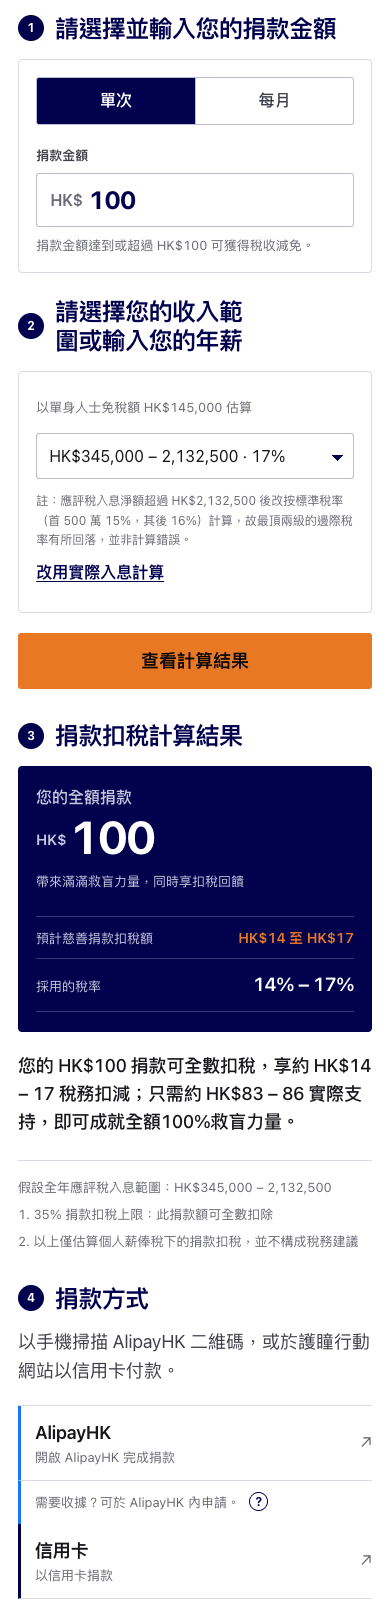 1 請選擇並輸入您的捐款金額
單次 每月
捐款金額
HK$ 100
捐款金額達到或超過 HK$100 可獲得稅收減免。
2 請選擇您的收入範
圍或輸入您的年薪
以單身人士免稅額 HK$145,000 估算
HK$345,000 – 2,132,500 · 17%
註：應評稅入息淨額超過 HK$2,132,500 後改按標準稅率
（首 500 萬 15%，其後 16%）計算，故最頂兩級的邊際稅
率有所回落，並非計算錯誤。
改用實際入息計算
查看計算結果
3 捐款扣稅計算結果
您的全額捐款
HK$ 100
帶來滿滿救盲力量，同時享扣稅回饋
預計慈善捐款扣稅額 HK$14 至 HK$17
採用的稅率 14% – 17%
您的 HK$100 捐款可全數扣稅，享約 HK$14
– 17 稅務扣減；只需約 HK$83 – 86 實際支
持，即可成就全額100%救盲力量。
假設全年應評稅入息範圍：HK$345,000 – 2,132,500
1. 35% 捐款扣稅上限：此捐款額可全數扣除
2. 以上僅估算個人薪俸稅下的捐款扣稅，並不構成稅務建議
4 捐款方式
以手機掃描 AlipayHK 二維碼，或於護瞳行動
網站以信用卡付款。
AlipayHK ↗
開啟 AlipayHK 完成捐款
需要收據？可於 AlipayHK 內申請。 ?
信用卡 ↗
以信用卡捐款